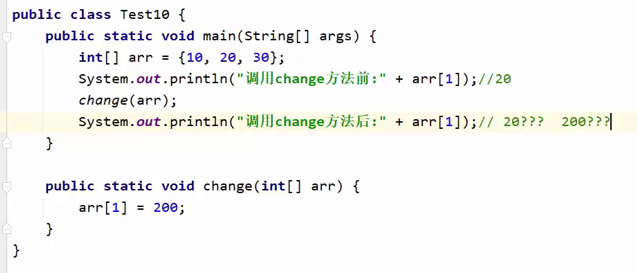 public class Test10 {
public static void main(String[] args) {
int[] arr = {10, 20, 30};
System.out.println("调用change方法前:" + arr[1]);//20
change(arr);
System.out.println("调用change方法后:" + arr[1]);// 20???  200???
}
public static void change(int[] arr) {
arr[1] = 200;
}
}